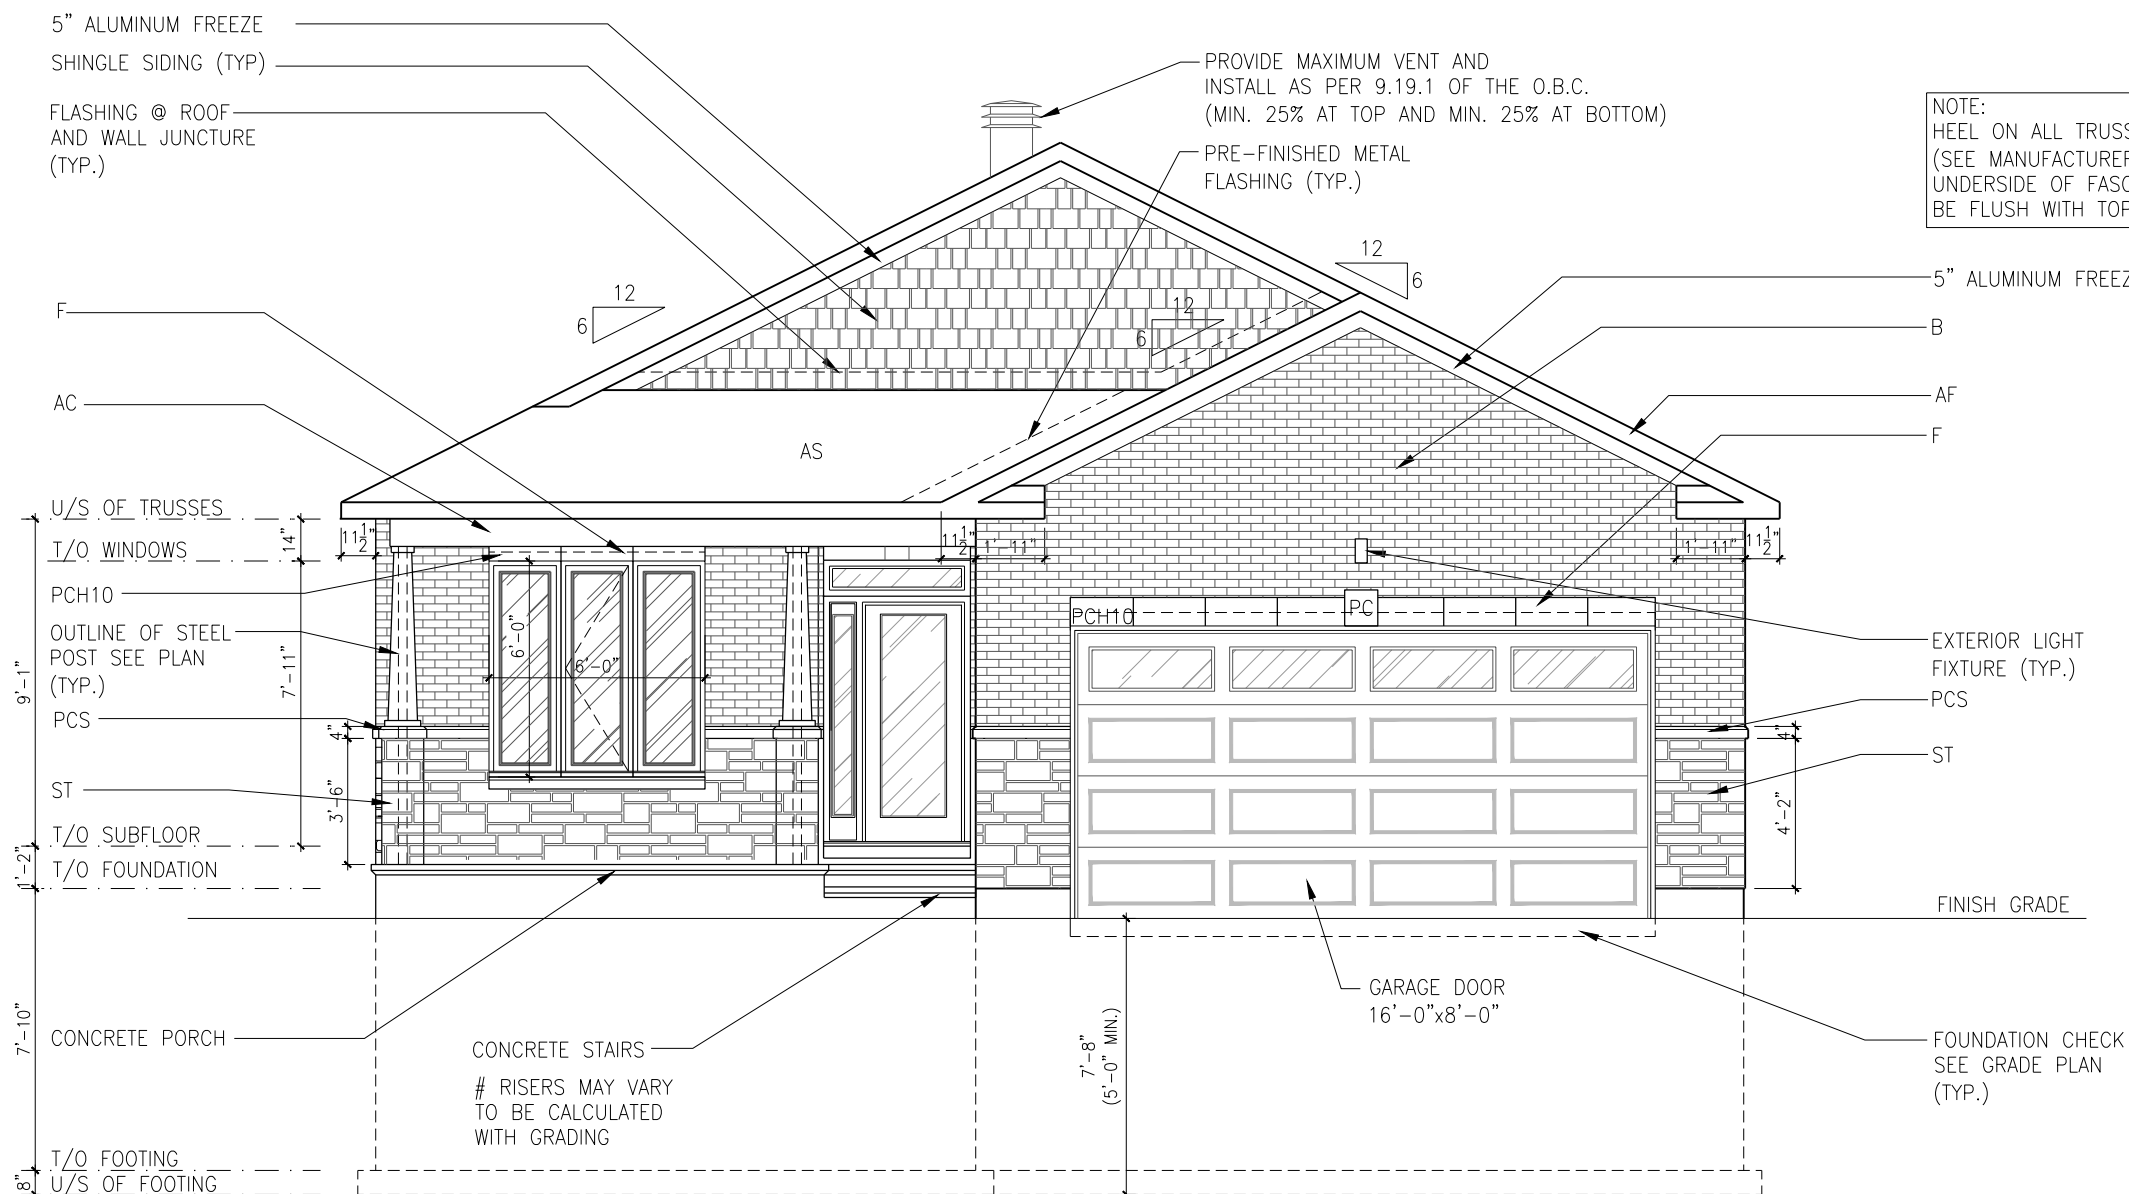 5” ALUMINUM FREEZE
SHINGLE SIDING (TYP)
FLASHING @ ROOF
AND WALL JUNCTURE
(TYP.)
PROVIDE MAXIMUM VENT AND
INSTALL AS PER 9.19.1 OF THE O.B.C.
(MIN. 25% AT TOP AND MIN. 25% AT BOTTOM)
PRE-FINISHED METAL
FLASHING (TYP.)
NOTE:
HEEL ON ALL TRUSS
(SEE MANUFACTURER
UNDERSIDE OF FASC
BE FLUSH WITH TOP
12
6
12
6
12
6
5” ALUMINUM FREEZ
B
AF
F
F
AC
AS
U/S OF TRUSSES
T/O WINDOWS
14”
11½”
11½”
1'-11”
1'-11”
11½”
PCH10
OUTLINE OF STEEL
POST SEE PLAN
(TYP.)
PCS
ST
T/O SUBFLOOR
T/O FOUNDATION
9'-1”
7'-11”
4”
3'-6”
1'-2”
6'-0”
6'-0”
PCH10
PC
EXTERIOR LIGHT
FIXTURE (TYP.)
PCS
ST
4”
4'-2”
FINISH GRADE
GARAGE DOOR
16'-0”x8'-0”
7'-10”
CONCRETE PORCH
CONCRETE STAIRS
# RISERS MAY VARY
TO BE CALCULATED
WITH GRADING
7'-8”
(5'-0” MIN.)
FOUNDATION CHECK
SEE GRADE PLAN
(TYP.)
T/O FOOTING
U/S OF FOOTING
8”